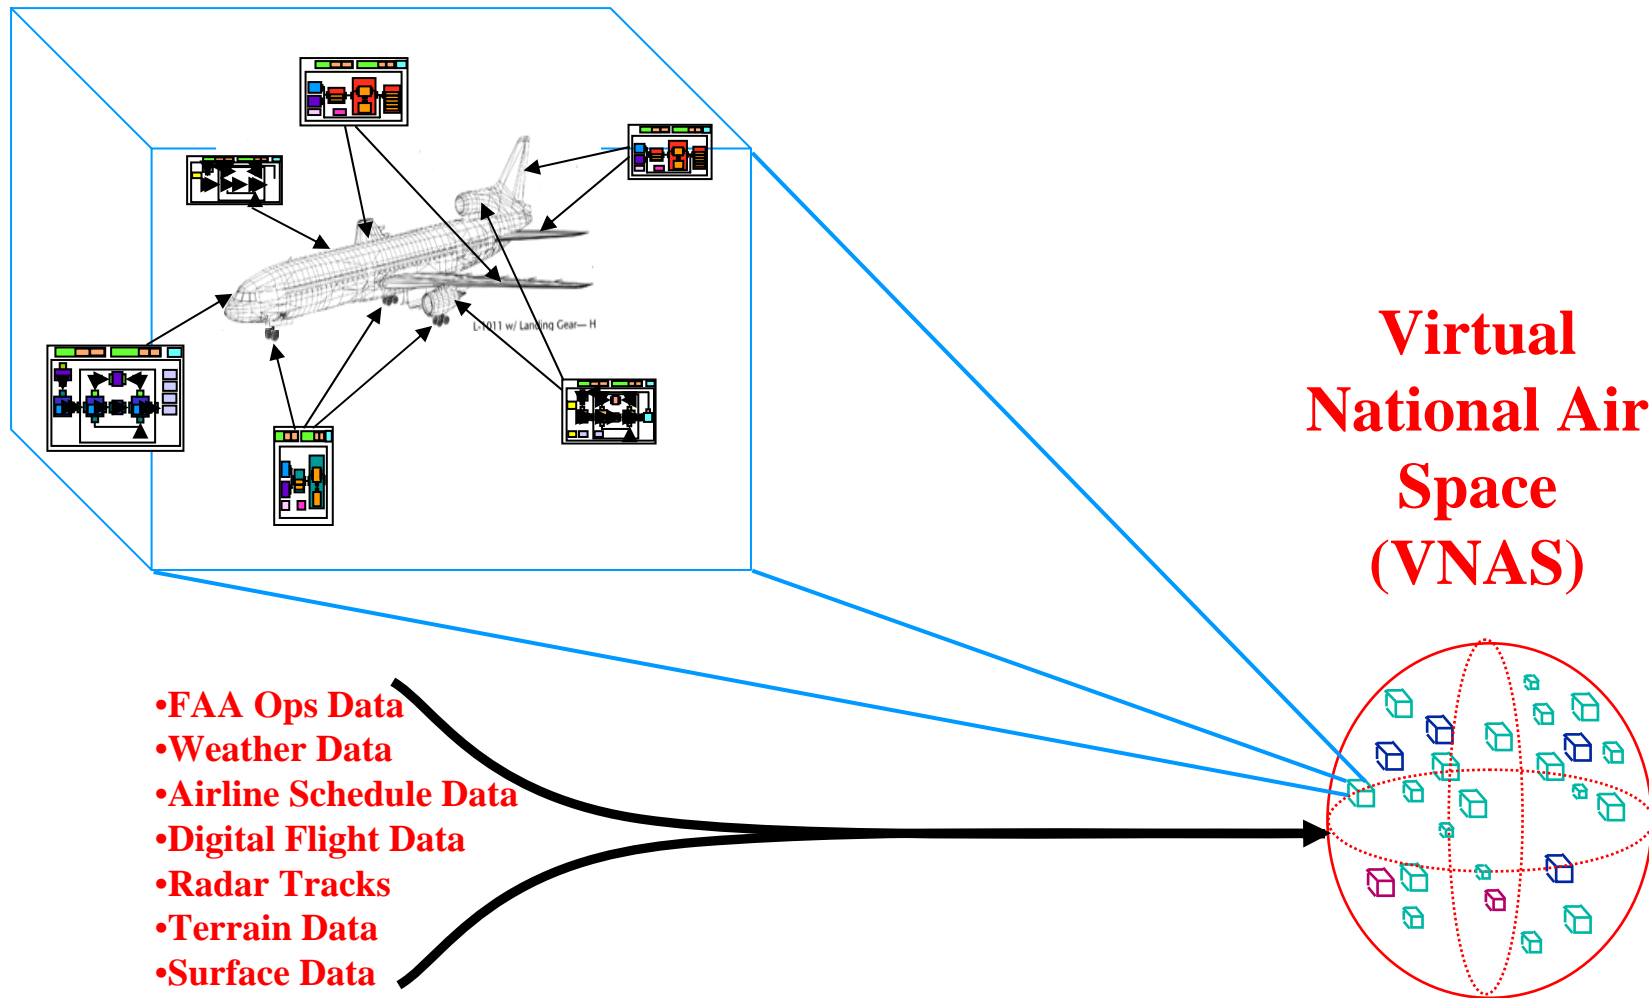 L-1011 w/ Landing Gear— H
Virtual
National Air
Space
(VNAS)
•FAA Ops Data
•Weather Data
•Airline Schedule Data
•Digital Flight Data
•Radar Tracks
•Terrain Data
•Surface Data